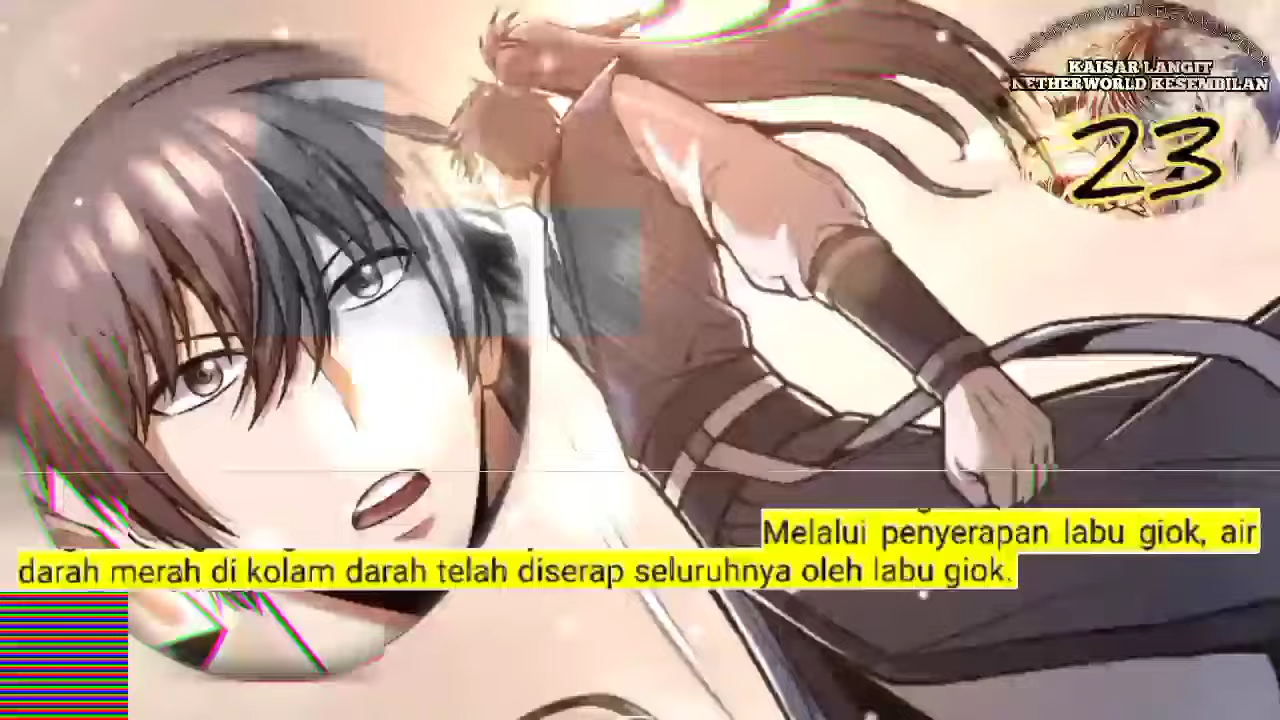 KAISAR LANGIT
NETHERWORLD KESEMBILAN
23
Melalui penyerapan labu giok, air
darah merah di kolam darah telah diserap seluruhnya oleh labu giok.